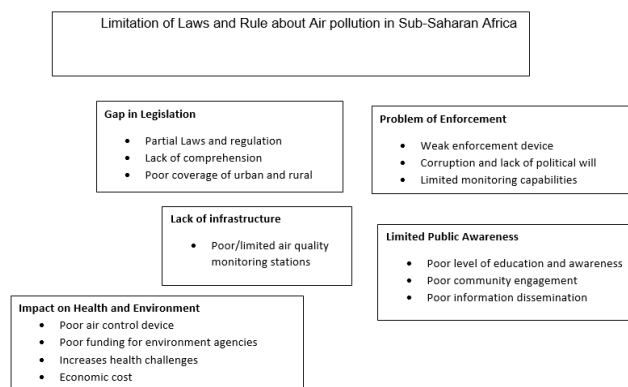 Limitation of Laws and Rule about Air pollution in Sub-Saharan Africa
Gap in Legislation
• Partial Laws and regulation
• Lack of comprehension
• Poor coverage of urban and rural
Problem of Enforcement
• Weak enforcement device
• Corruption and lack of political will
• Limited monitoring capabilities
Lack of infrastructure
• Poor/limited air quality
monitoring stations
Limited Public Awareness
• Poor level of education and awareness
• Poor community engagement
• Poor information dissemination
Impact on Health and Environment
• Poor air control device
• Poor funding for environment agencies
• Increases health challenges
• Economic cost